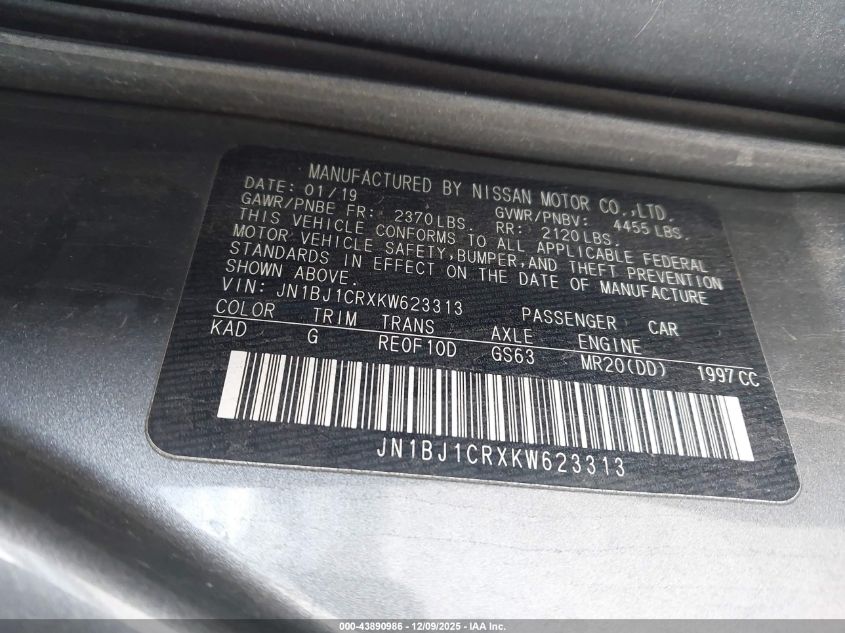 MANUFACTURED BY NISSAN MOTOR CO.,LTD.
DATE: 01/19 GVWR/PNBV: 4455 LBS.
GAWR/PNBE FR: 2370 LBS. RR: 2120 LBS.
THIS VEHICLE CONFORMS TO ALL APPLICABLE FEDERAL
MOTOR VEHICLE SAFETY,BUMPER,AND THEFT PREVENTION
STANDARDS IN EFFECT ON THE DATE OF MANUFACTURE
SHOWN ABOVE.
VIN: JN1BJ1CRXKW623313 PASSENGER CAR
COLOR TRIM TRANS AXLE ENGINE
KAD G RE0F10D GS63 MR20(DD) 1997CC
JN1BJ1CRXKW623313
000-43890986 - 12/09/2025 - IAA Inc.